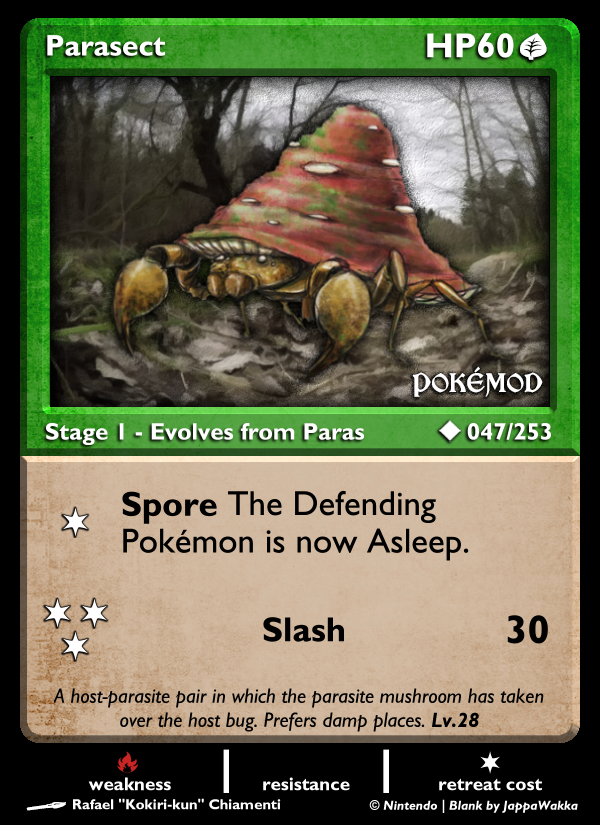 Parasect HP60
POKÉMOD
Stage 1 - Evolves from Paras 047/253
Spore The Defending
Pokémon is now Asleep.
Slash 30
A host-parasite pair in which the parasite mushroom has taken
over the host bug. Prefers damp places. Lv.28
weakness resistance retreat cost
Rafael "Kokiri-kun" Chiamenti © Nintendo | Blank by JappaWakka